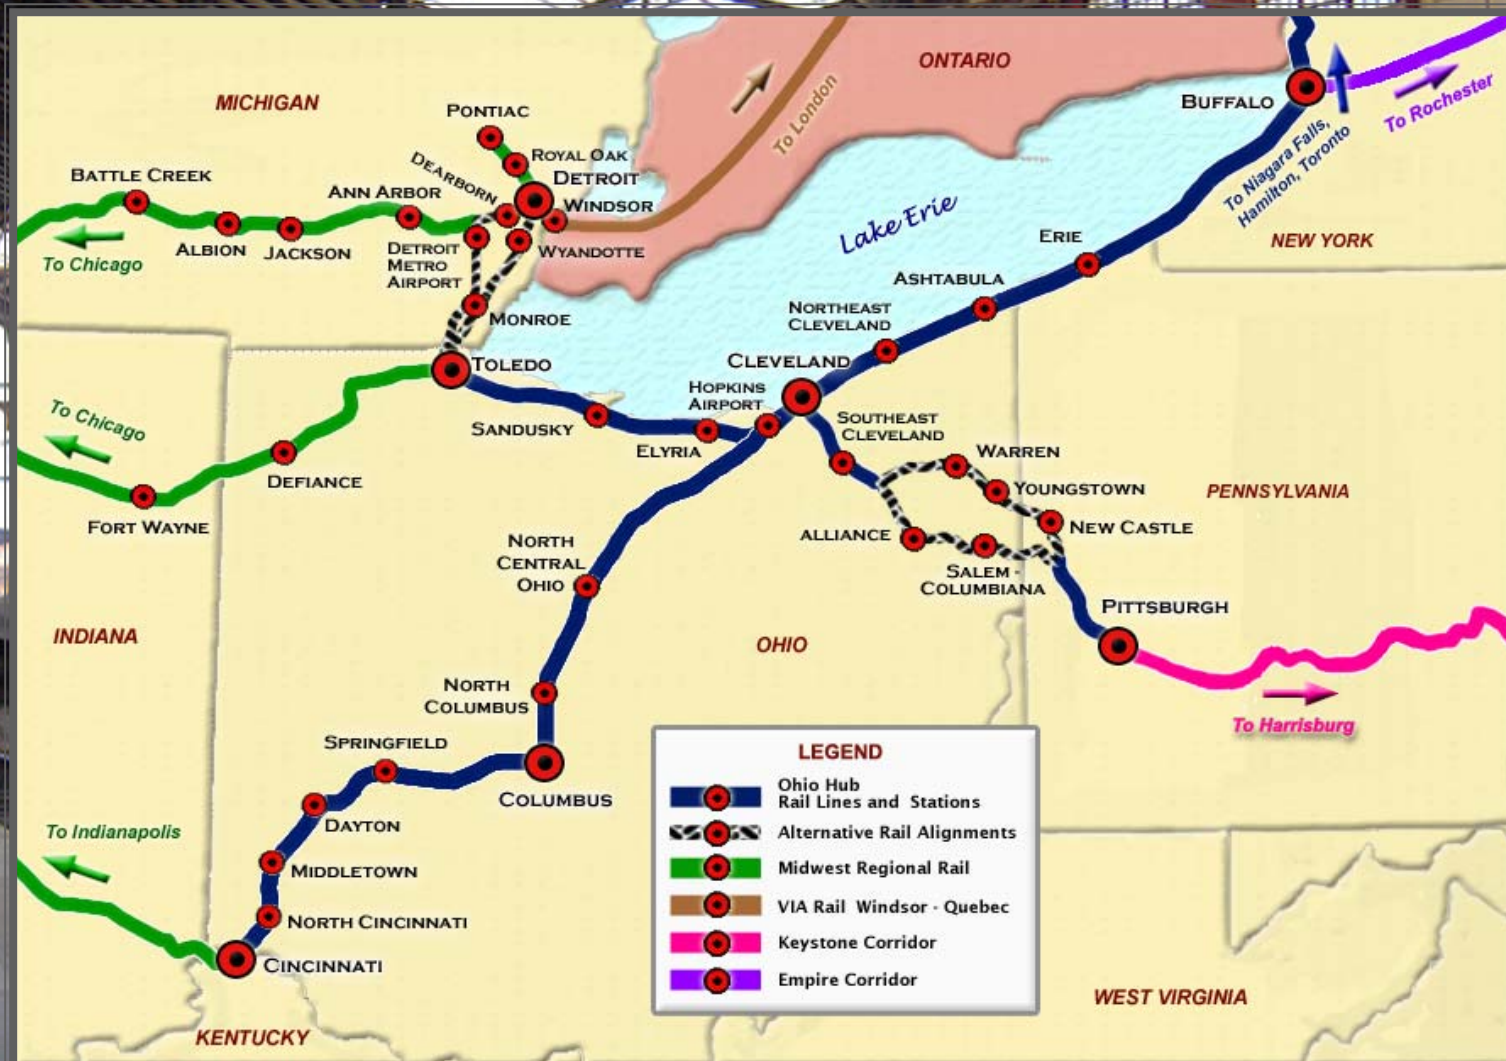 ONTARIO
MICHIGAN
BUFFALO
To Rochester
To London
PONTIAC
To Niagara Falls,
Hamilton, Toronto
ROYAL OAK
DEARBORN
DETROIT
BATTLE CREEK
ANN ARBOR
WINDSOR
Lake Erie
ERIE
NEW YORK
ALBION
JACKSON
DETROIT
METRO
AIRPORT
WYANDOTTE
To Chicago
ASHTABULA
NORTHEAST
CLEVELAND
MONROE
CLEVELAND
TOLEDO
HOPKINS
AIRPORT
To Chicago
SANDUSKY
SOUTHEAST
CLEVELAND
ELYRIA
WARREN
DEFIANCE
YOUNGSTOWN
PENNSYLVANIA
FORT WAYNE
NEW CASTLE
ALLIANCE
NORTH
CENTRAL
OHIO
SALEM -
COLUMBIANA
PITTSBURGH
INDIANA
OHIO
NORTH
COLUMBUS
To Harrisburg
SPRINGFIELD
COLUMBUS
DAYTON
To Indianapolis
MIDDLETOWN
NORTH CINCINNATI
CINCINNATI
KENTUCKY
WEST VIRGINIA
LEGEND
Ohio Hub
Rail Lines and Stations
Alternative Rail Alignments
Midwest Regional Rail
VIA Rail Windsor - Quebec
Keystone Corridor
Empire Corridor